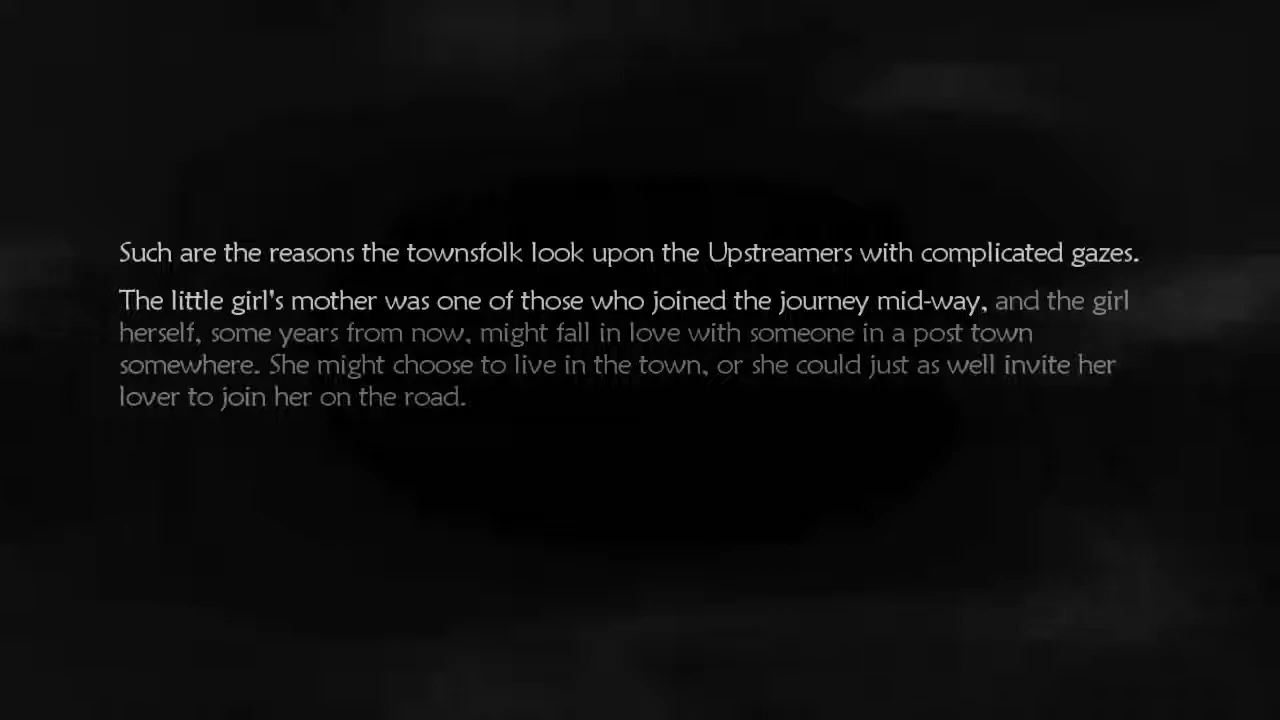 Such are the reasons the townsfolk look upon the Upstreamers with complicated gazes.
The little girl's mother was one of those who joined the journey mid-way, and the girl
herself, some years from now, might fall in love with someone in a post town
somewhere. She might choose to live in the town, or she could just as well invite her
lover to join her on the road.